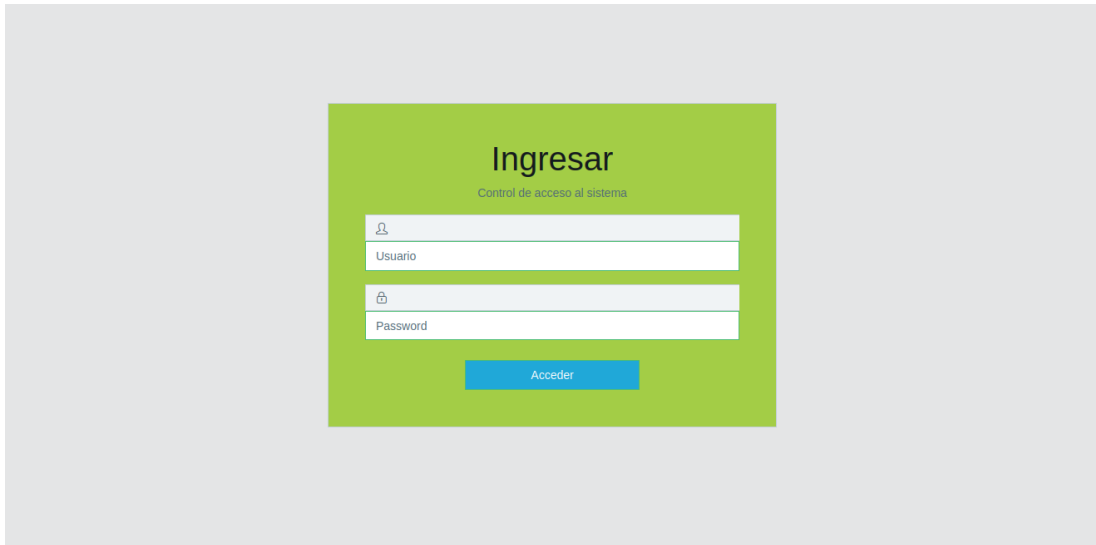 Ingresar
Control de acceso al sistema
Usuario
Password
Acceder